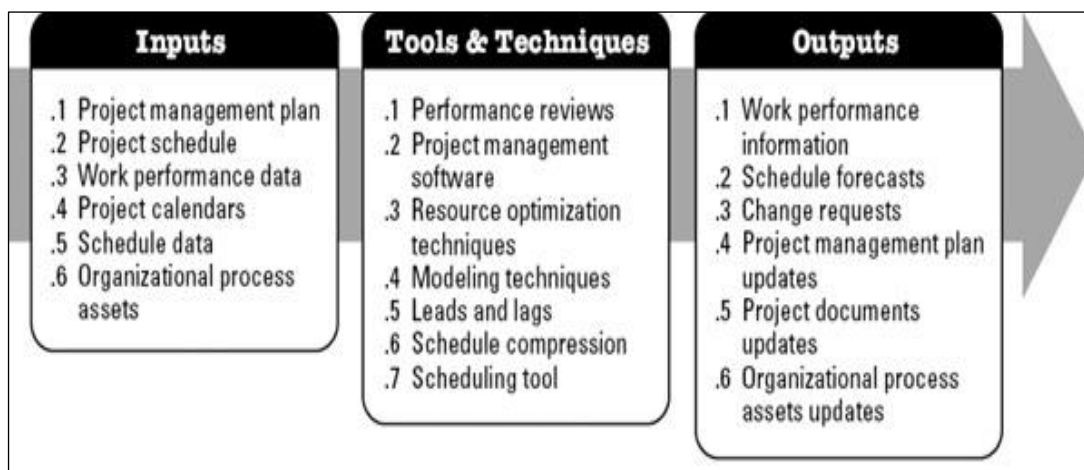 Inputs
.1 Project management plan
.2 Project schedule
.3 Work performance data
.4 Project calendars
.5 Schedule data
.6 Organizational process
assets
Tools & Techniques
.1 Performance reviews
.2 Project management
software
.3 Resource optimization
techniques
.4 Modeling techniques
.5 Leads and lags
.6 Schedule compression
.7 Scheduling tool
Outputs
.1 Work performance
information
.2 Schedule forecasts
.3 Change requests
.4 Project management plan
updates
.5 Project documents
updates
.6 Organizational process
assets updates